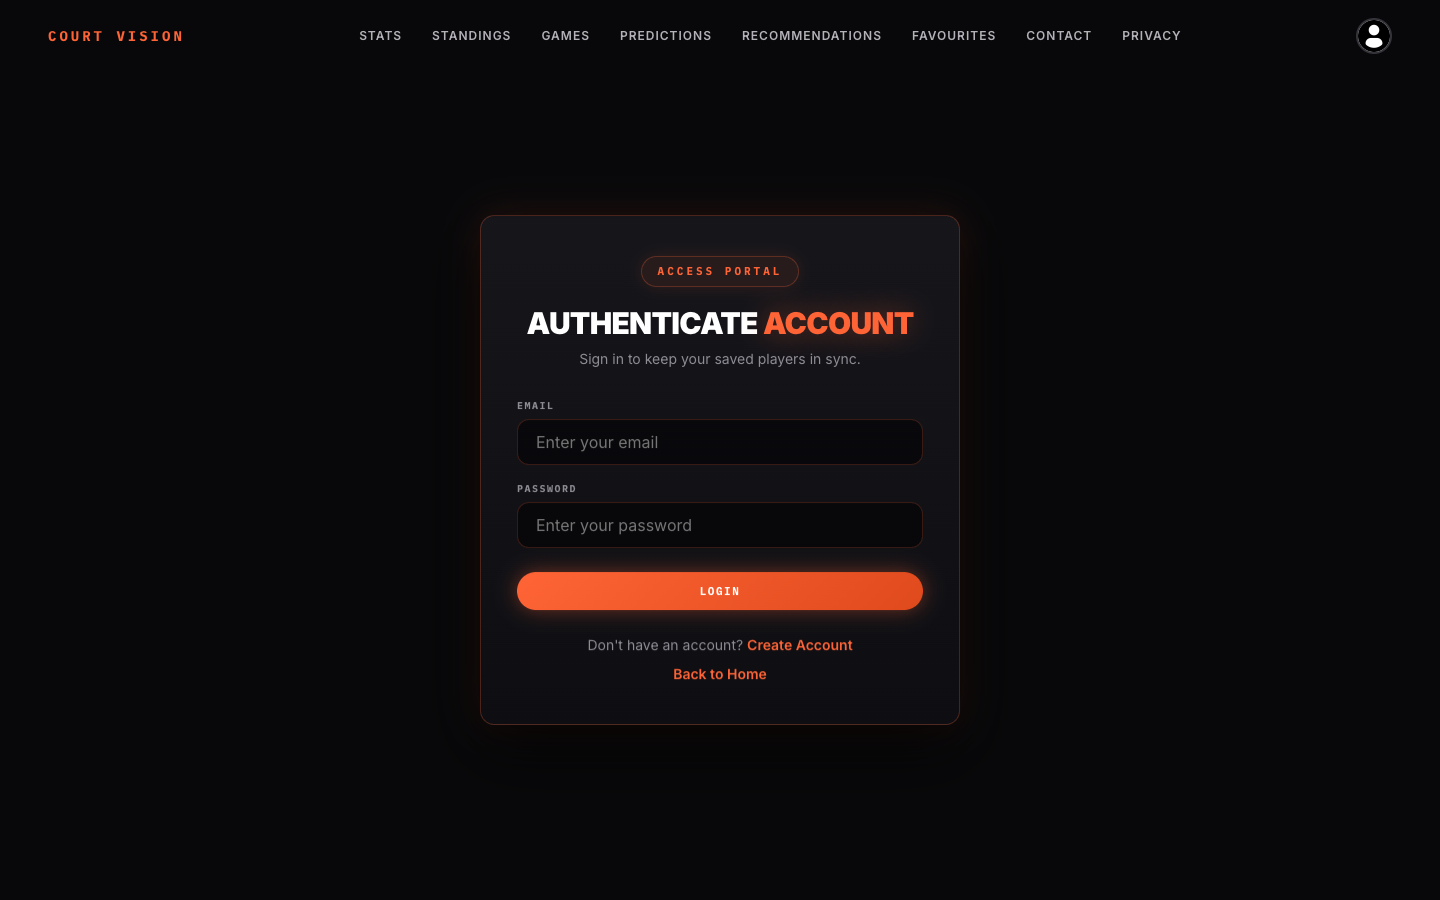 COURT VISION STATS STANDINGS GAMES PREDICTIONS RECOMMENDATIONS FAVOURITES CONTACT PRIVACY
ACCESS PORTAL
AUTHENTICATE ACCOUNT
Sign in to keep your saved players in sync.
EMAIL
Enter your email
PASSWORD
Enter your password
LOGIN
Don't have an account? Create Account
Back to Home